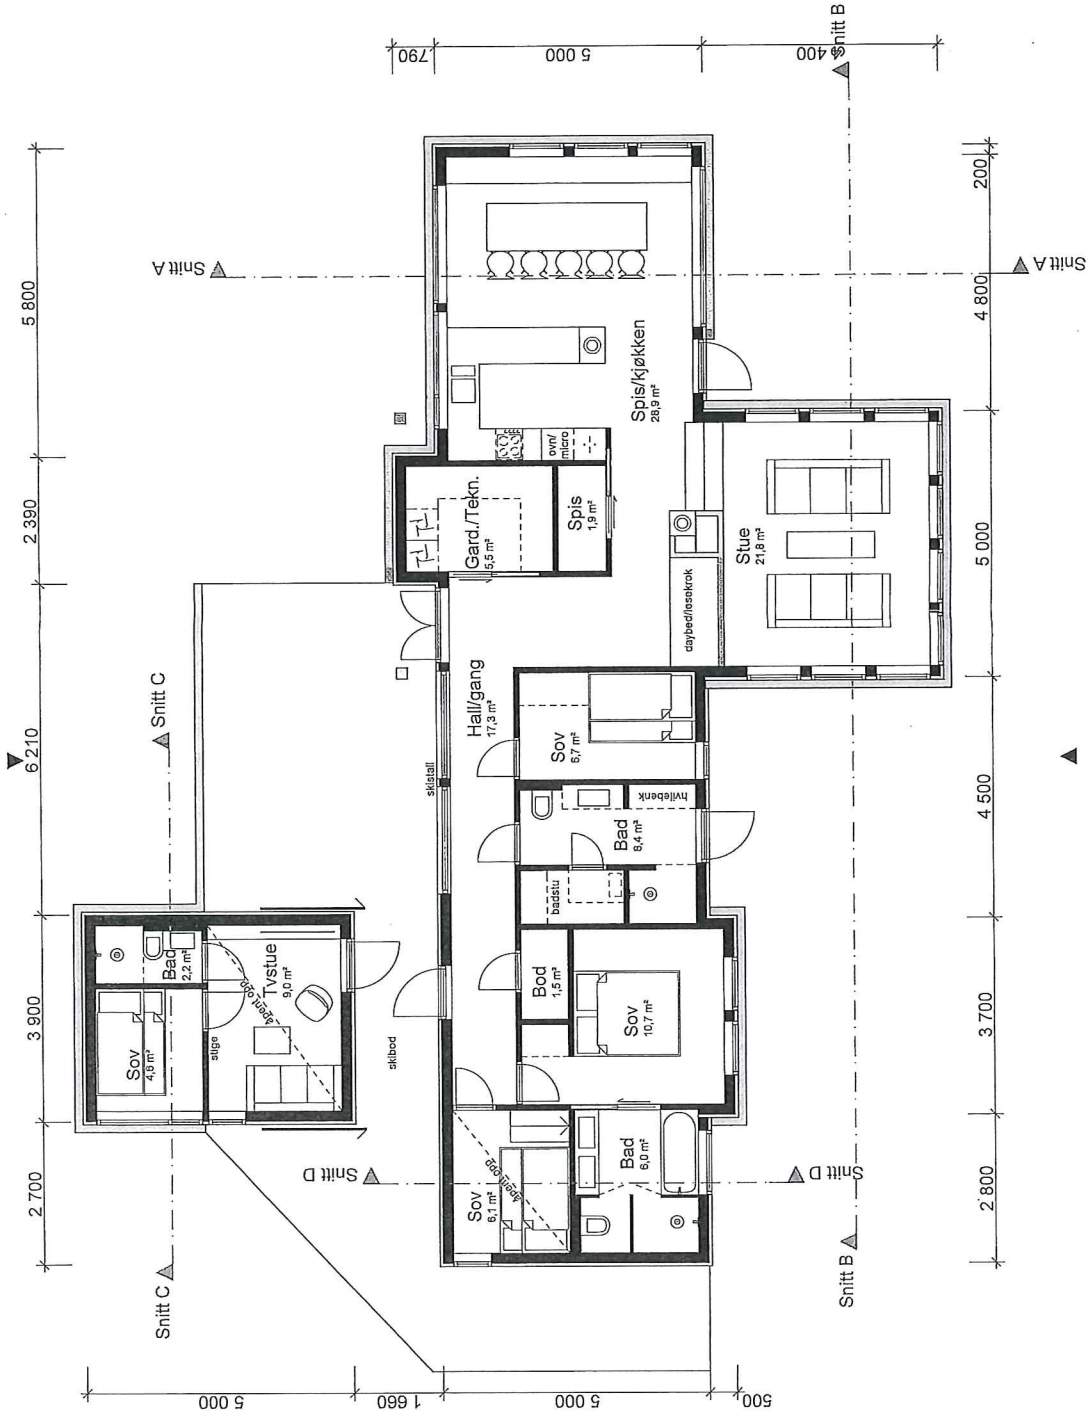 2 700
3 900
6 210
2 390
5 800
5 000
1 660
5 000
500
790
5 000
4 400
Snitt C
Snitt C
Snitt A
Sov
4,6 m²
Bad
2,2 m²
stige
åpent opp
Tvstue
9,0 m²
Snitt D
skibod
skistall
Sov
6,1 m²
åpent opp
Hall/gang
17,3 m²
Gard./Tekn.
5,5 m²
Bod
1,5 m²
badstu
Sov
6,7 m²
Spis
1,9 m²
ovn/
micro
Bad
6,0 m²
Sov
10,7 m²
Bad
8,4 m²
hvilebenk
Spis/kjøkken
28,9 m²
daybed/lesekrok
Stue
21,8 m²
Snitt D
Snitt B
Snitt B
2 800
3 700
4 500
5 000
4 800
200
Snitt A